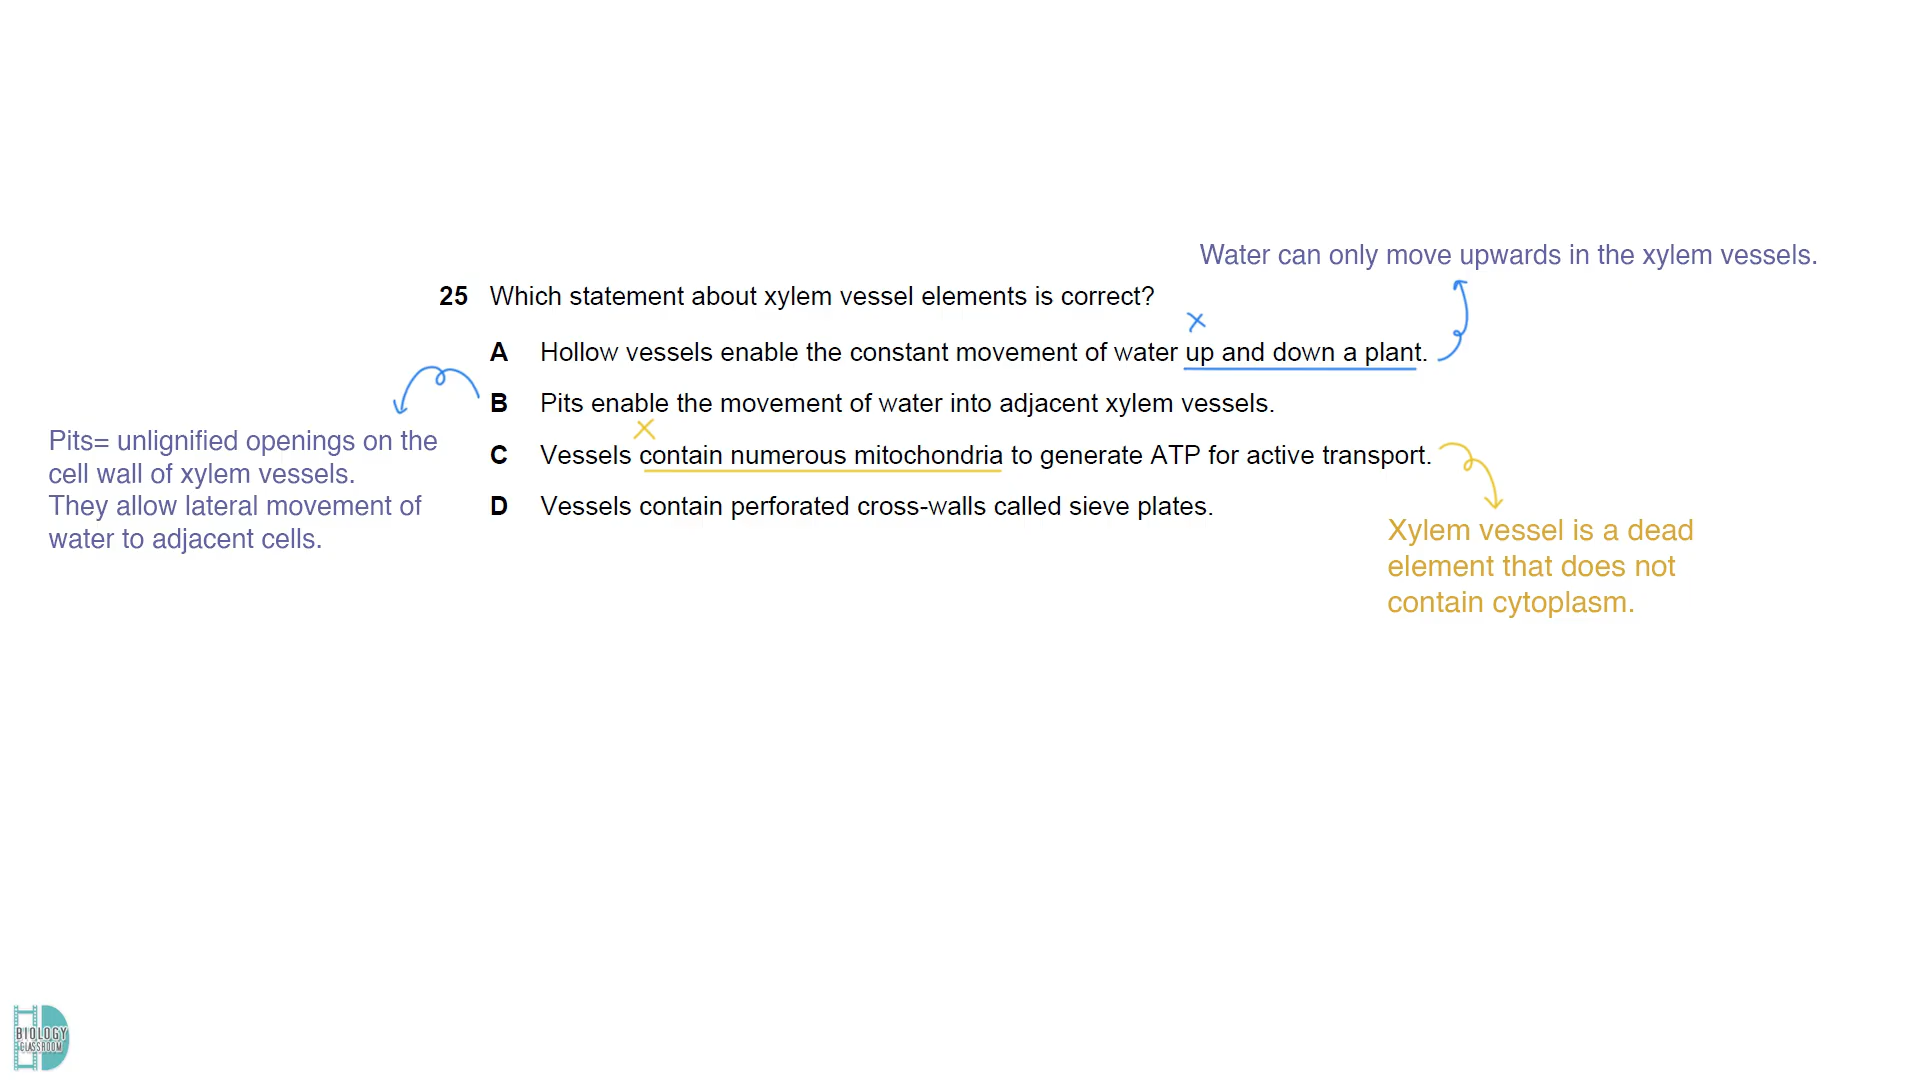 Water can only move upwards in the xylem vessels.
25 Which statement about xylem vessel elements is correct?
A Hollow vessels enable the constant movement of water up and down a plant.
B Pits enable the movement of water into adjacent xylem vessels.
Pits= unlignified openings on the
cell wall of xylem vessels.
They allow lateral movement of
water to adjacent cells.
C Vessels contain numerous mitochondria to generate ATP for active transport.
D Vessels contain perforated cross-walls called sieve plates.
Xylem vessel is a dead
element that does not
contain cytoplasm.
BIOLOGY
CLASSROOM